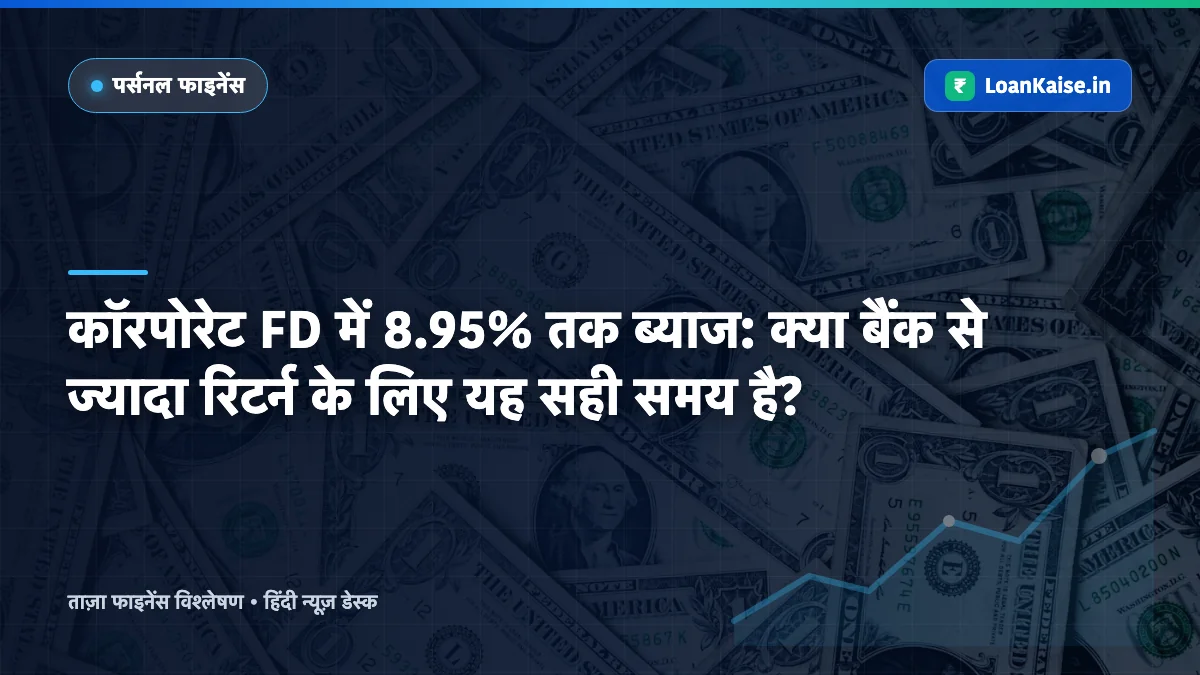 पर्सनल फाइनेंस
₹ LoanKaise.in
कॉरपोरेट FD में 8.95% तक ब्याज: क्या बैंक से
ज्यादा रिटर्न के लिए यह सही समय है?
ताज़ा फाइनेंस विश्लेषण • हिंदी न्यूज़ डेस्क